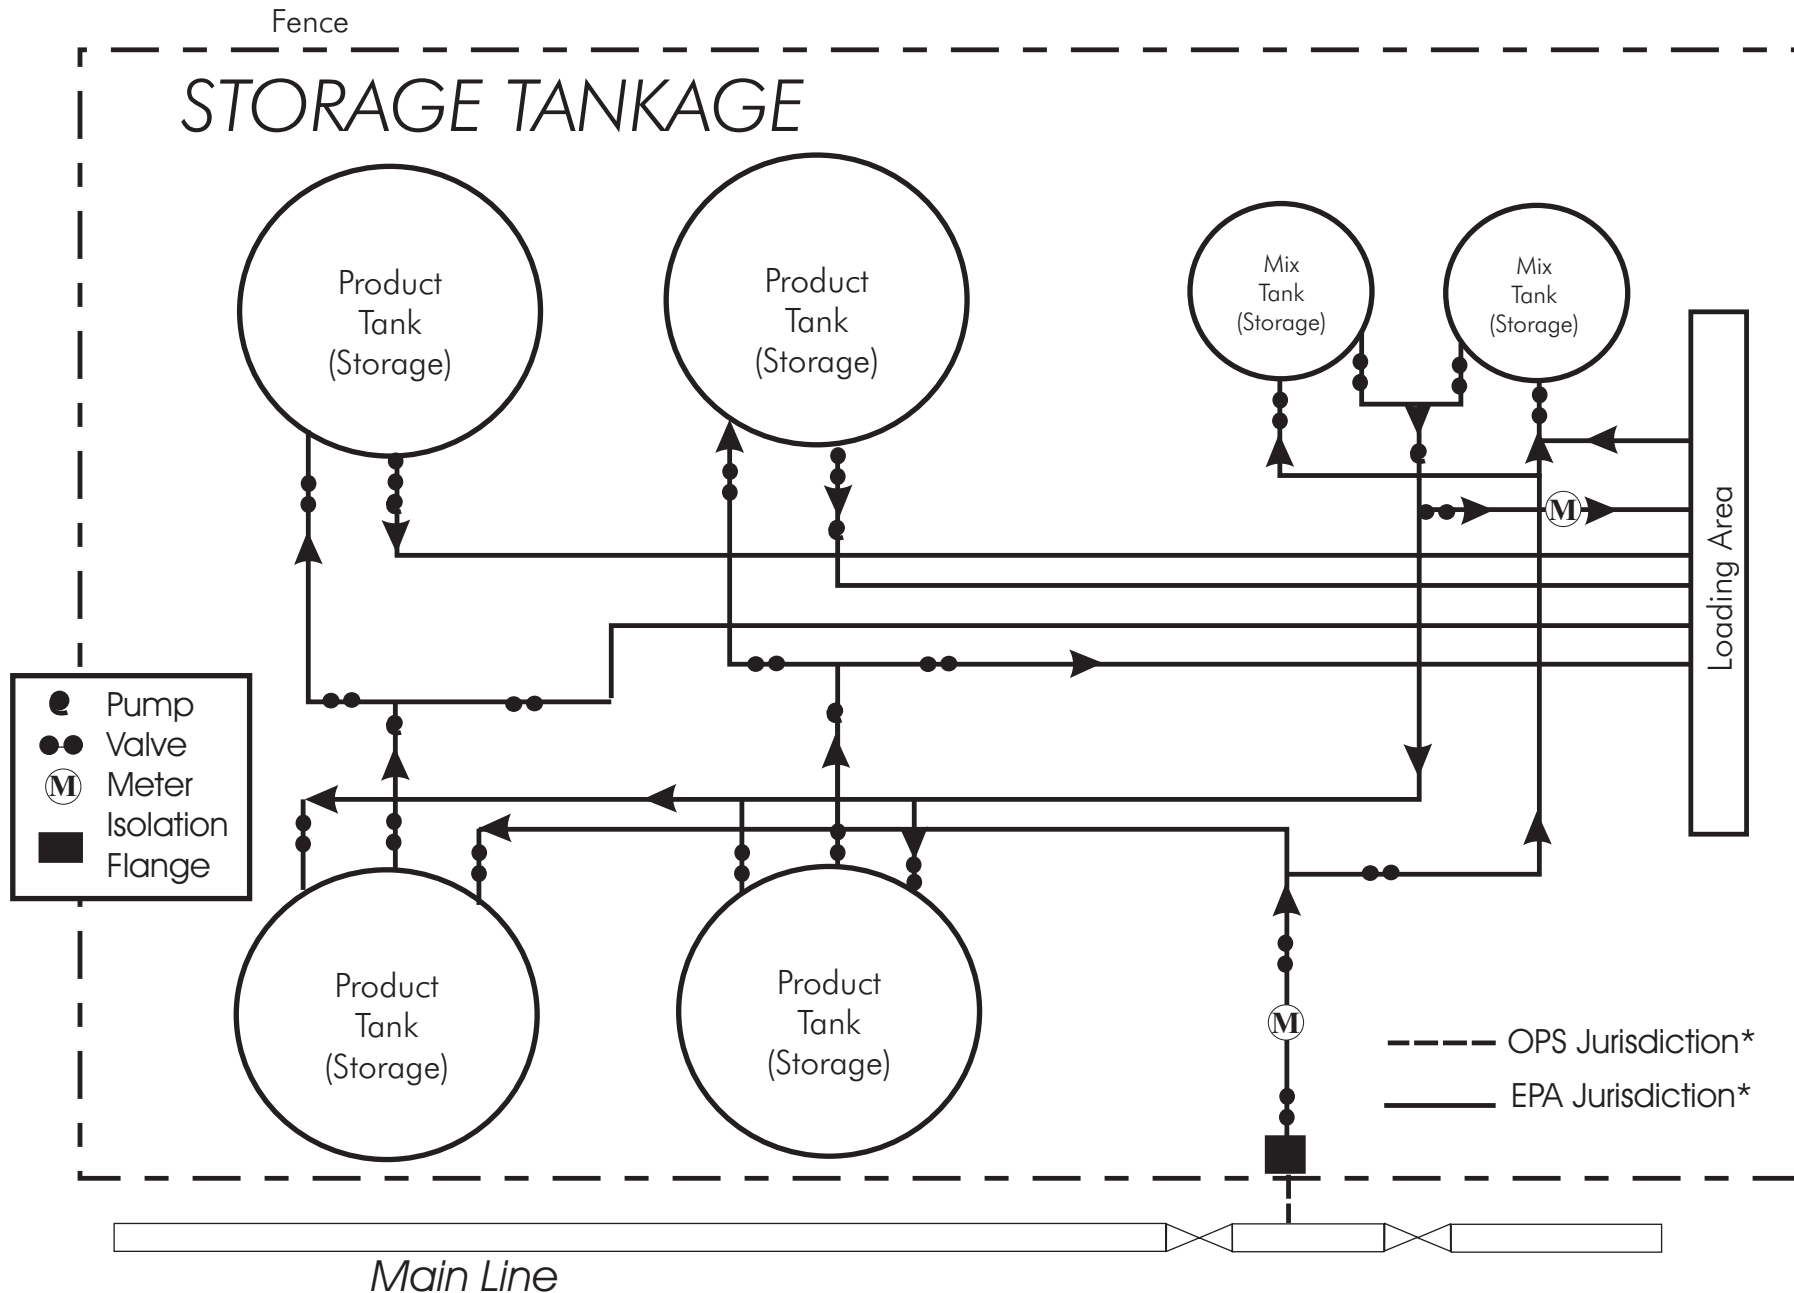 Fence
STORAGE TANKAGE
Product
Tank
(Storage)
Product
Tank
(Storage)
Mix
Tank
(Storage)
Mix
Tank
(Storage)
M
Loading Area
Pump
Valve
M Meter
Isolation
Flange
Product
Tank
(Storage)
Product
Tank
(Storage)
M
OPS Jurisdiction*
EPA Jurisdiction*
Main Line